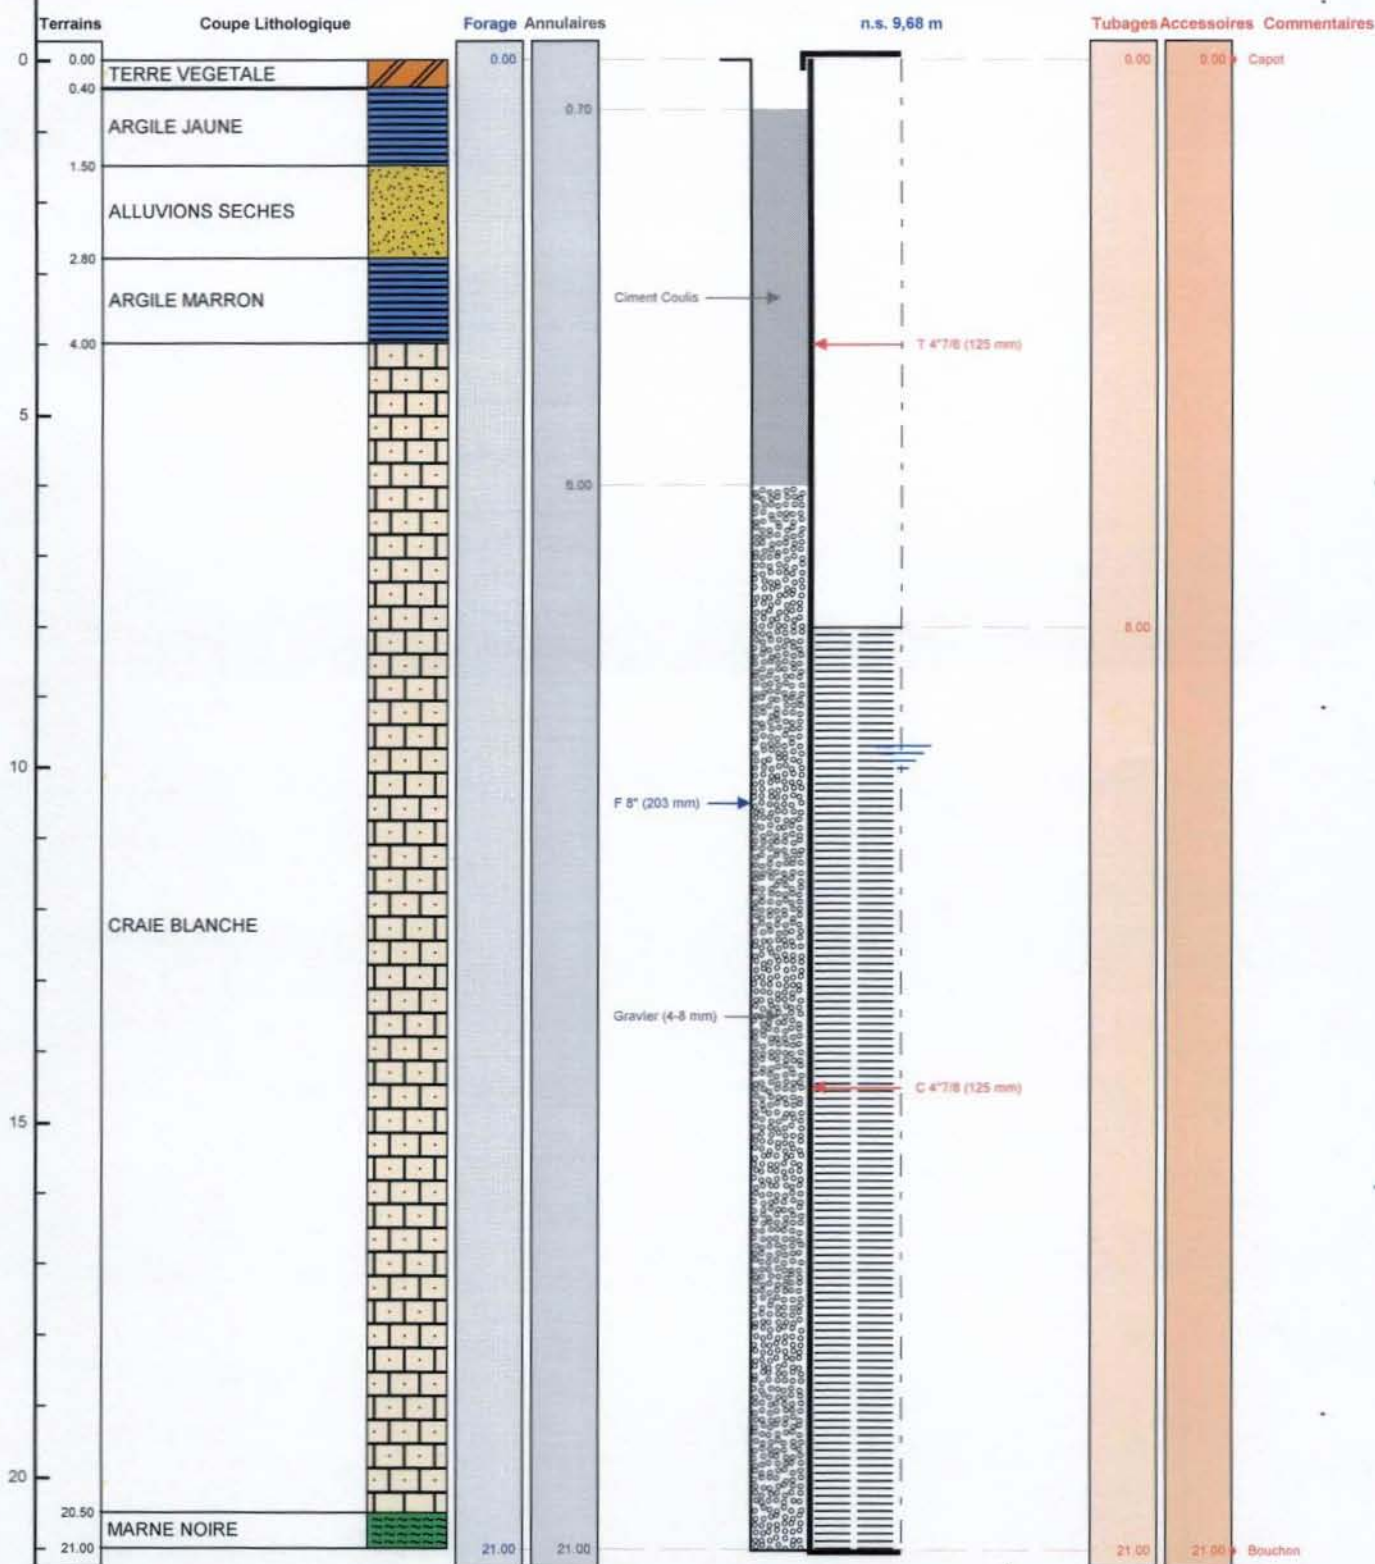 Terrains Coupe Lithologique Forage Annulaires n.s. 9,68 m Tubages Accessoires Commentaires
0 0.00 0.00 0.00 0.00 Capot
TERRE VEGETALE
0.40
0.70
ARGILE JAUNE
1.50
ALLUVIONS SECHES
2.80
ARGILE MARRON
Ciment Coulis
4.00 T 4"7/8 (125 mm)
5
6.00
8.00
10
F 8" (203 mm)
CRAIE BLANCHE
Gravier (4-8 mm)
C 4"7/8 (125 mm)
15
20
20.50
MARNE NOIRE
21.00 21.00 21.00 21.00 21.00 Bouchon